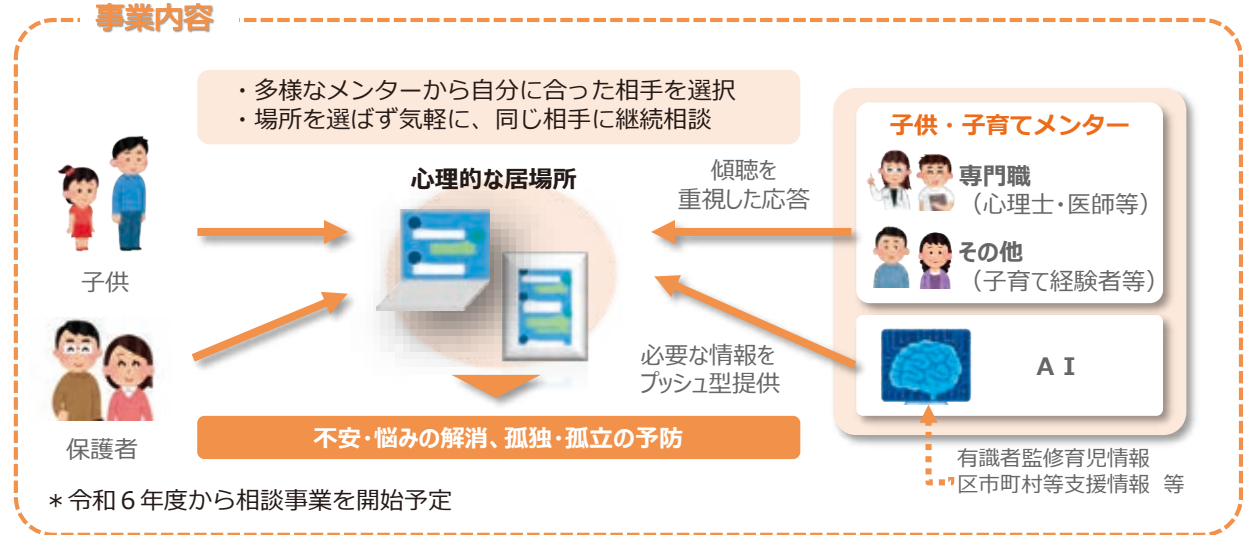 事業内容
・多様なメンターから自分に合った相手を選択
・場所を選ばず気軽に、同じ相手に継続相談
子供
保護者
心理的な居場所
傾聴を
重視した応答
必要な情報を
プッシュ型提供
子供・子育てメンター
専門職
（心理士・医師等）
その他
（子育て経験者等）
ＡＩ
有識者監修育児情報
区市町村等支援情報 等
不安・悩みの解消、孤独・孤立の予防
＊令和６年度から相談事業を開始予定